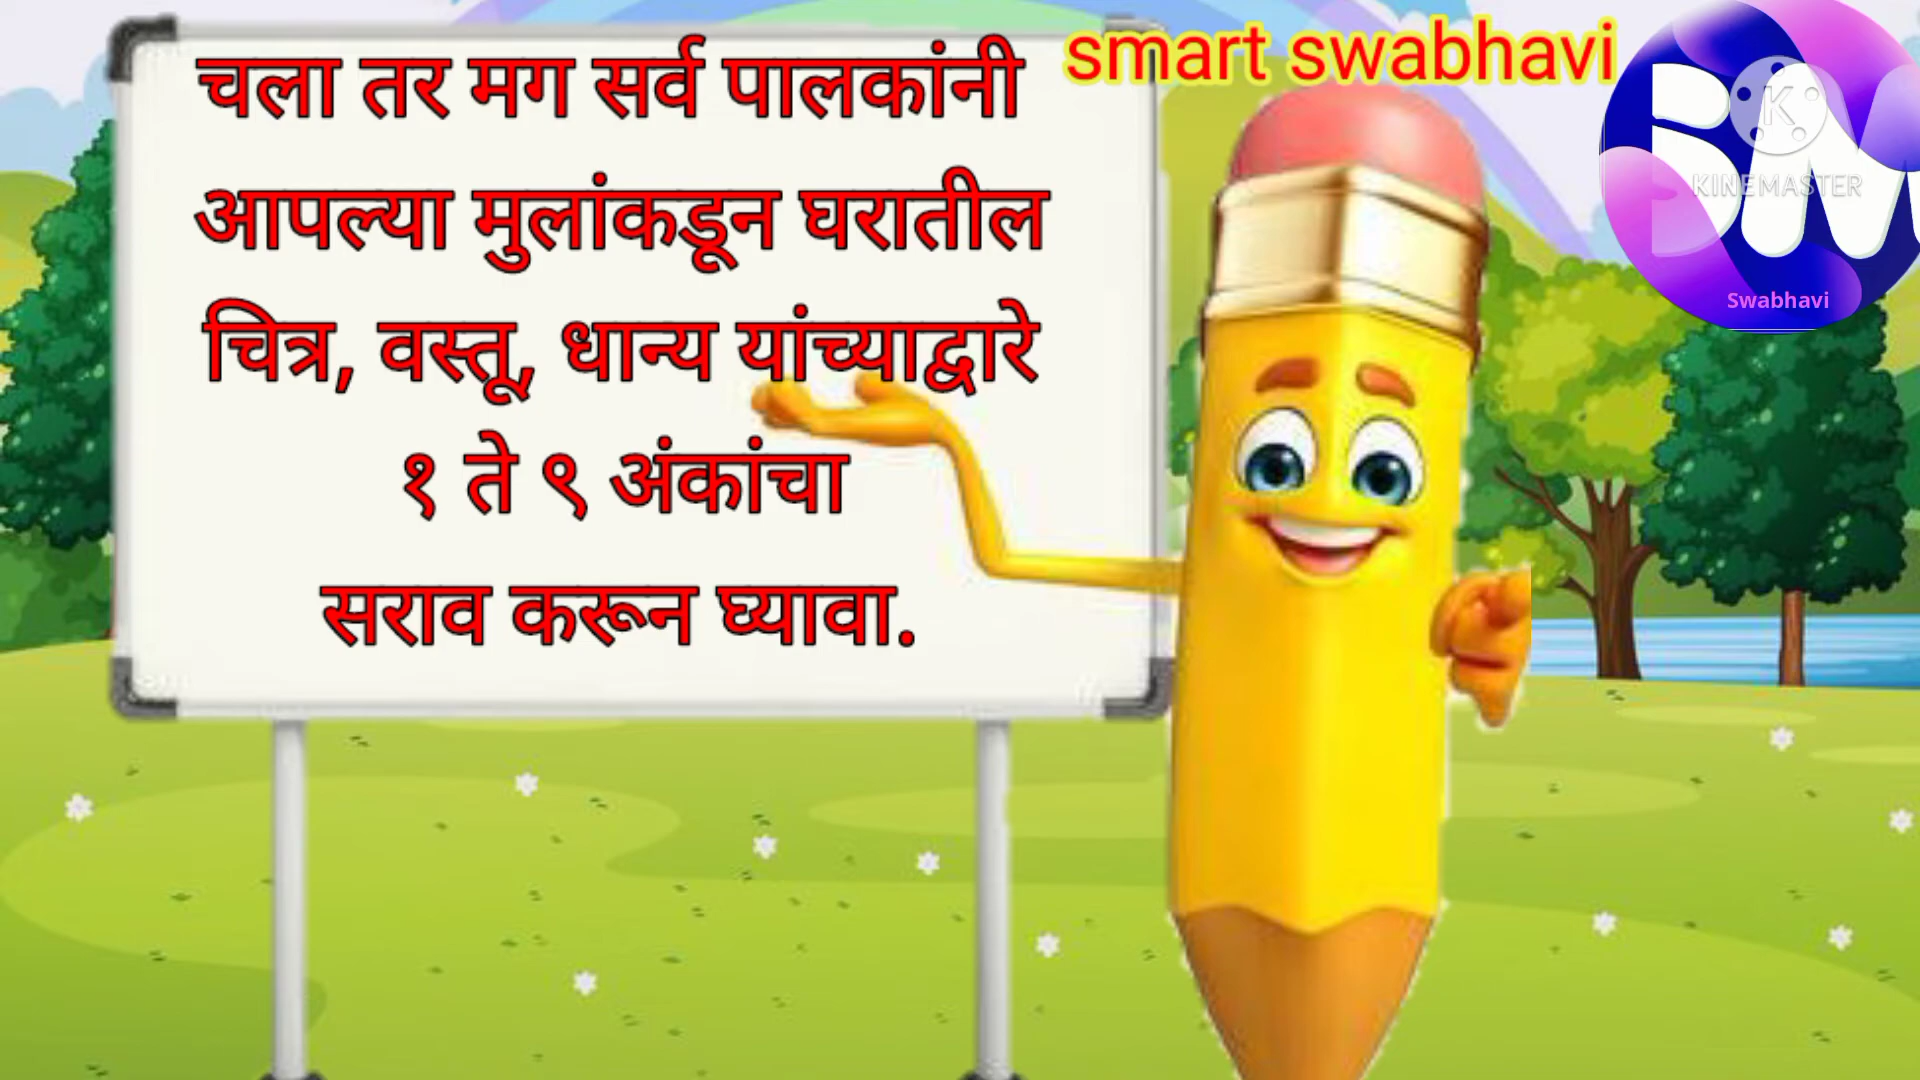 smart swabhavi
चला तर मग सर्व पालकांनी
आपल्या मुलांकडून घरातील
चित्र, वस्तू, धान्य यांच्याद्वारे
१ ते ९ अंकांचा
सराव करून घ्यावा.
K
KINEMASTER
Swabhavi